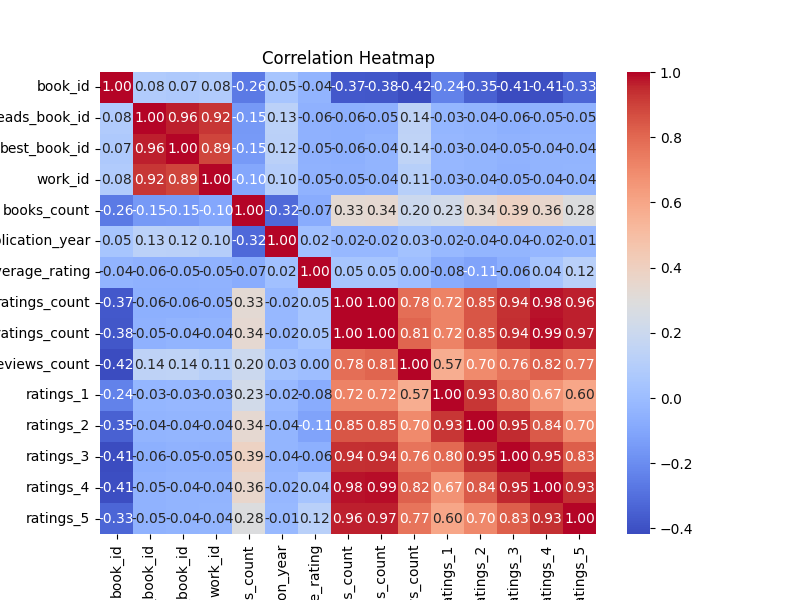 Correlation Heatmap
book_id 1.00 0.08 0.07 0.08 -0.26 0.05 -0.04 -0.37 -0.38 -0.42 -0.24 -0.35 -0.41 -0.41 -0.33
eads_book_id -0.08 1.00 0.96 0.92 -0.15 0.13 -0.06 -0.06 -0.05 0.14 -0.03 -0.04 -0.06 -0.05 -0.05
best_book_id 0.07 0.96 1.00 0.89 -0.15 0.12 -0.05 -0.06 -0.04 0.14 -0.03 -0.04 -0.05 -0.04 -0.04
work_id 0.08 0.92 0.89 1.00 -0.10 0.10 -0.05 -0.05 -0.04 0.11 -0.03 -0.04 -0.05 -0.04 -0.04
books_count -0.26 -0.15 -0.15 -0.10 1.00 -0.32 -0.07 0.33 0.34 0.20 0.23 0.34 0.39 0.36 0.28
lication_year 0.05 0.13 0.12 0.10 -0.32 1.00 0.02 -0.02 -0.02 0.03 -0.02 -0.04 -0.04 -0.02 -0.01
verage_rating -0.04 -0.06 -0.05 -0.05 -0.07 0.02 1.00 0.05 0.05 0.00 -0.08 -0.11 -0.06 0.04 0.12
ratings_count -0.37 -0.06 -0.06 -0.05 0.33 -0.02 0.05 1.00 1.00 0.78 0.72 0.85 0.94 0.98 0.96
ratings_count -0.38 -0.05 -0.04 -0.04 0.34 -0.02 0.05 1.00 1.00 0.81 0.72 0.85 0.94 0.99 0.97
eviews_count -0.42 0.14 0.14 0.11 0.20 0.03 0.00 0.78 0.81 1.00 0.57 0.70 0.76 0.82 0.77
ratings_1 -0.24 -0.03 -0.03 -0.03 0.23 -0.02 -0.08 0.72 0.72 0.57 1.00 0.93 0.80 0.67 0.60
ratings_2 -0.35 -0.04 -0.04 -0.04 0.34 -0.04 -0.11 0.85 0.85 0.70 0.93 1.00 0.95 0.84 0.70
ratings_3 -0.41 -0.06 -0.05 -0.05 0.39 -0.04 -0.06 0.94 0.94 0.76 0.80 0.95 1.00 0.95 0.83
ratings_4 -0.41 -0.05 -0.04 -0.04 0.36 -0.02 0.04 0.98 0.99 0.82 0.67 0.84 0.95 1.00 0.93
ratings_5 -0.33 -0.05 -0.04 -0.04 0.28 -0.01 0.12 0.96 0.97 0.77 0.60 0.70 0.83 0.93 1.00
book_id
_book_id
book_id
work_id
s_count
on_year
e_rating
s_count
s_count
s_count
atings_1
atings_2
atings_3
atings_4
atings_5
1.0
0.8
0.6
0.4
0.2
0.0
−0.2
−0.4